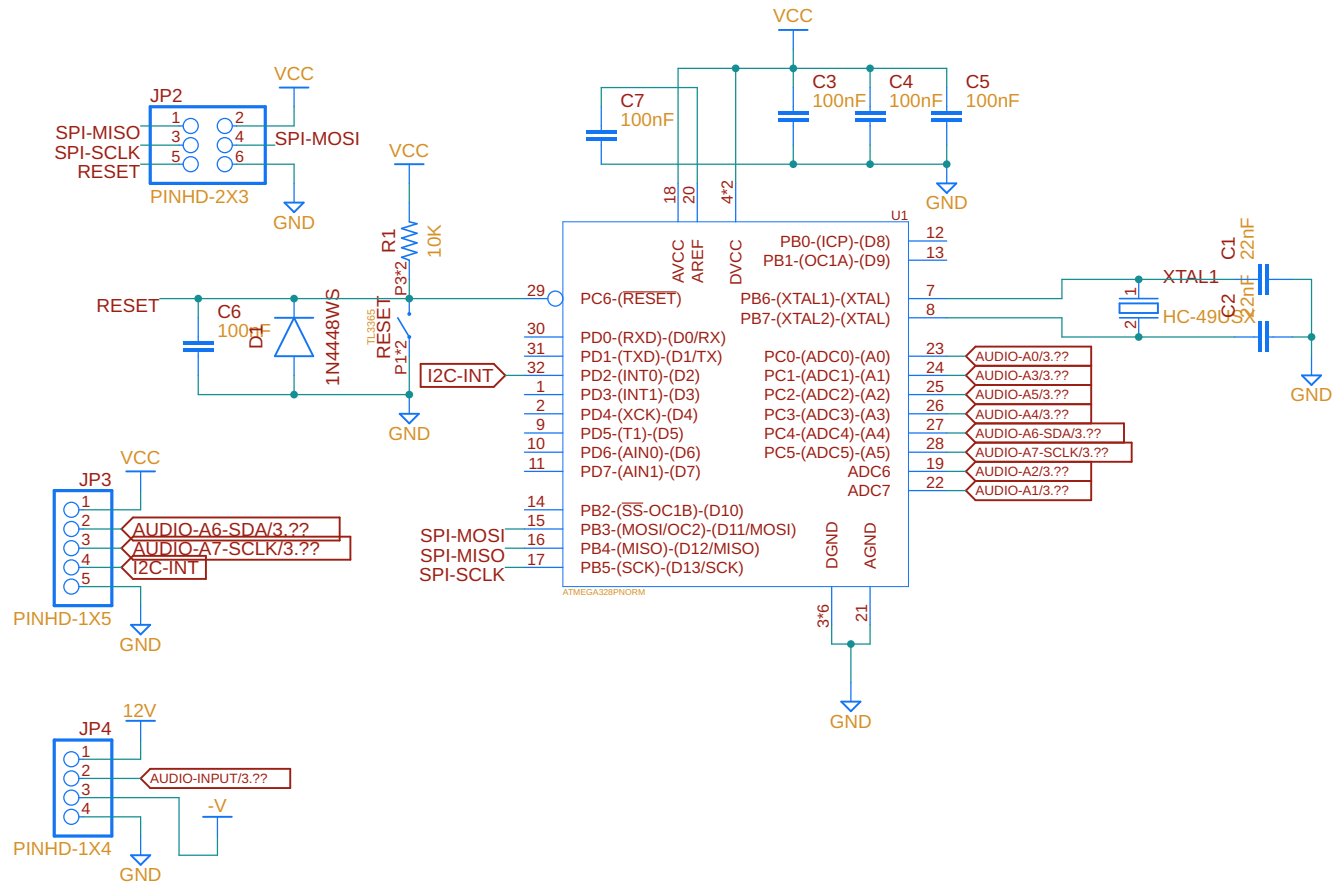 VCC
C7
100nF
C3
100nF
C4
100nF
C5
100nF
GND
VCC
JP2
SPI-MISO
SPI-SCLK
RESET
1
3
5
2
4
6
SPI-MOSI
PINHD-2X3
GND
VCC
R1
10K
P3*2
RESET
C6
100nF
D1
1N4448WS
TL3365
RESET
P1*2
GND
I2C-INT
18
20
4*2
U1
AVCC
AREF
DVCC
29
PC6-(RESET)
30
PD0-(RXD)-(D0/RX)
31
PD1-(TXD)-(D1/TX)
32
PD2-(INT0)-(D2)
1
PD3-(INT1)-(D3)
2
PD4-(XCK)-(D4)
9
PD5-(T1)-(D5)
10
PD6-(AIN0)-(D6)
11
PD7-(AIN1)-(D7)
14
PB2-(SS-OC1B)-(D10)
SPI-MOSI
15
PB3-(MOSI/OC2)-(D11/MOSI)
SPI-MISO
16
PB4-(MISO)-(D12/MISO)
SPI-SCLK
17
PB5-(SCK)-(D13/SCK)
ATMEGA328PNORM
PB0-(ICP)-(D8)
12
PB1-(OC1A)-(D9)
13
PB6-(XTAL1)-(XTAL)
7
PB7-(XTAL2)-(XTAL)
8
PC0-(ADC0)-(A0)
23
AUDIO-A0/3.??
PC1-(ADC1)-(A1)
24
AUDIO-A3/3.??
PC2-(ADC2)-(A2)
25
AUDIO-A5/3.??
PC3-(ADC3)-(A3)
26
AUDIO-A4/3.??
PC4-(ADC4)-(A4)
27
AUDIO-A6-SDA/3.??
PC5-(ADC5)-(A5)
28
AUDIO-A7-SCLK/3.??
ADC6
19
AUDIO-A2/3.??
ADC7
22
AUDIO-A1/3.??
DGND
AGND
3*6
21
GND
C1
22nF
XTAL1
1
2
HC-49USX
C2
22nF
GND
VCC
JP3
1
2
3
4
5
AUDIO-A6-SDA/3.??
AUDIO-A7-SCLK/3.??
I2C-INT
PINHD-1X5
GND
12V
JP4
1
2
3
4
AUDIO-INPUT/3.??
-V
PINHD-1X4
GND